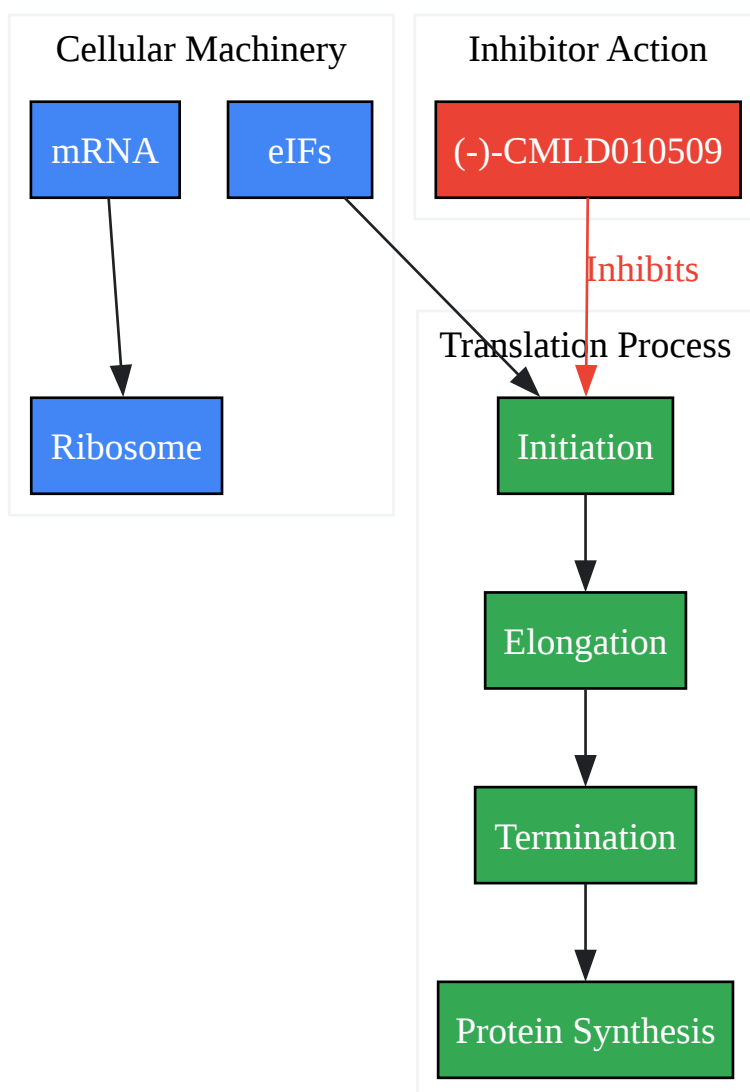 Cellular Machinery
Inhibitor Action
mRNA
eIFs
(-)-CMLD010509
Inhibits
Translation Process
Ribosome
Initiation
Elongation
Termination
Protein Synthesis